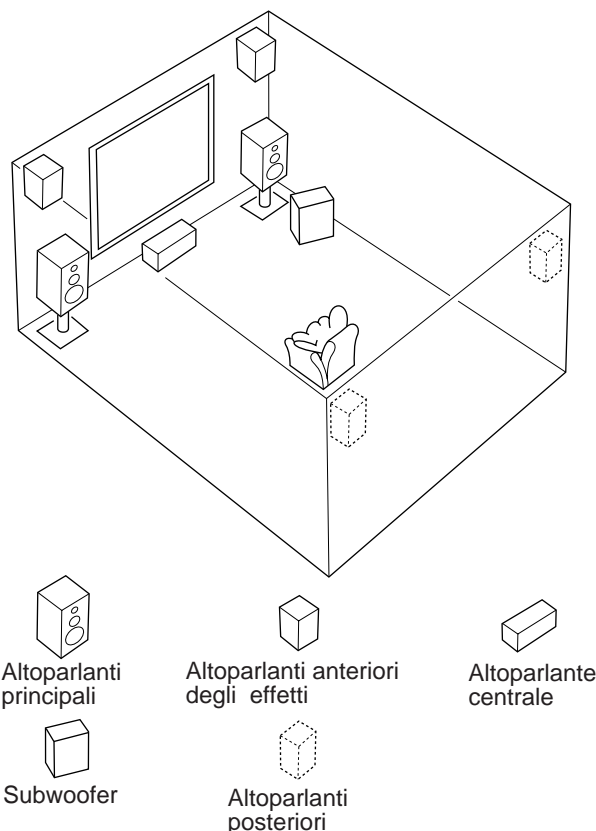 Altoparlanti
principali
Altoparlanti anteriori
degli effetti
Altoparlante
centrale
Subwoofer
Altoparlanti
posteriori